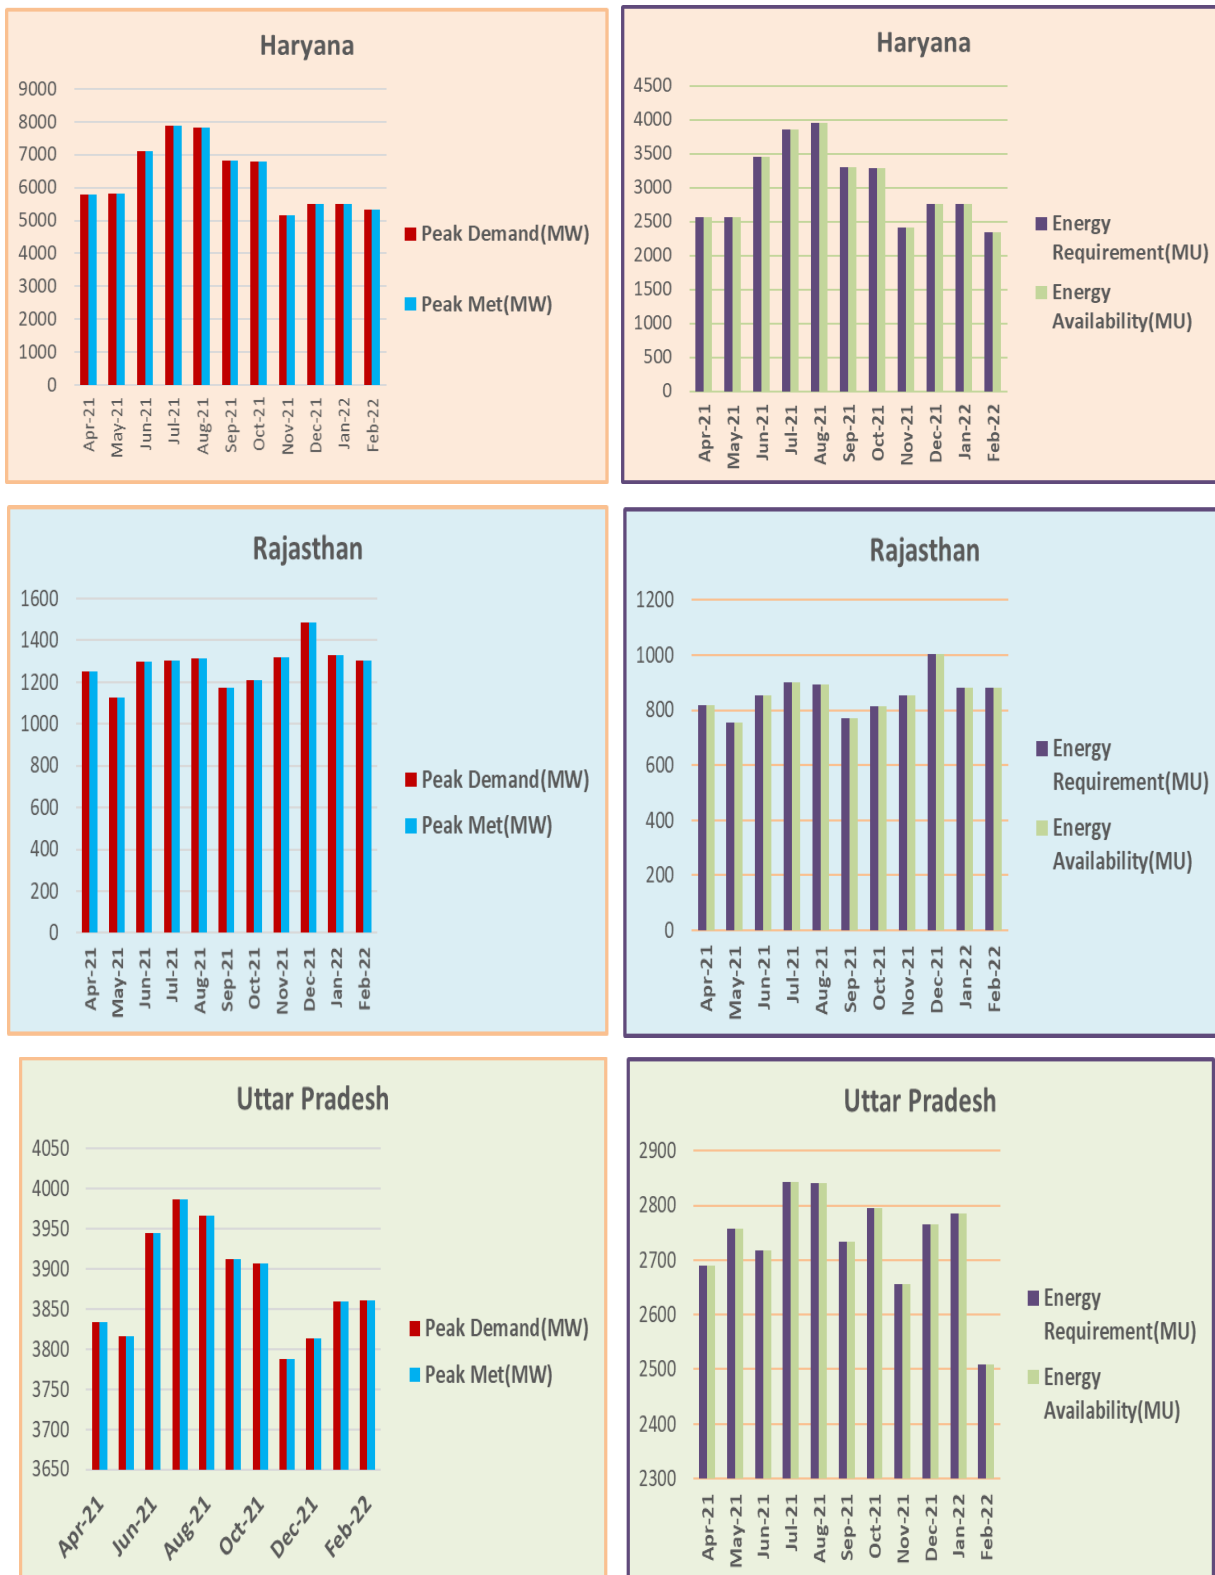 Haryana
9000
8000
7000
6000
5000
4000
3000
2000
1000
0
Apr-21
May-21
Jun-21
Jul-21
Aug-21
Sep-21
Oct-21
Nov-21
Dec-21
Jan-22
Feb-22
Peak Demand(MW)
Peak Met(MW)
Haryana
4500
4000
3500
3000
2500
2000
1500
1000
500
0
Apr-21
May-21
Jun-21
Jul-21
Aug-21
Sep-21
Oct-21
Nov-21
Dec-21
Jan-22
Feb-22
Energy
Requirement(MU)
Energy
Availability(MU)
Rajasthan
1600
1400
1200
1000
800
600
400
200
0
Apr-21
May-21
Jun-21
Jul-21
Aug-21
Sep-21
Oct-21
Nov-21
Dec-21
Jan-22
Feb-22
Peak Demand(MW)
Peak Met(MW)
Rajasthan
1200
1000
800
600
400
200
0
Apr-21
May-21
Jun-21
Jul-21
Aug-21
Sep-21
Oct-21
Nov-21
Dec-21
Jan-22
Feb-22
Energy
Requirement(MU)
Energy
Availability(MU)
Uttar Pradesh
4050
4000
3950
3900
3850
3800
3750
3700
3650
Apr-21
Jun-21
Aug-21
Oct-21
Dec-21
Feb-22
Peak Demand(MW)
Peak Met(MW)
Uttar Pradesh
2900
2800
2700
2600
2500
2400
2300
Apr-21
May-21
Jun-21
Jul-21
Aug-21
Sep-21
Oct-21
Nov-21
Dec-21
Jan-22
Feb-22
Energy
Requirement(MU)
Energy
Availability(MU)